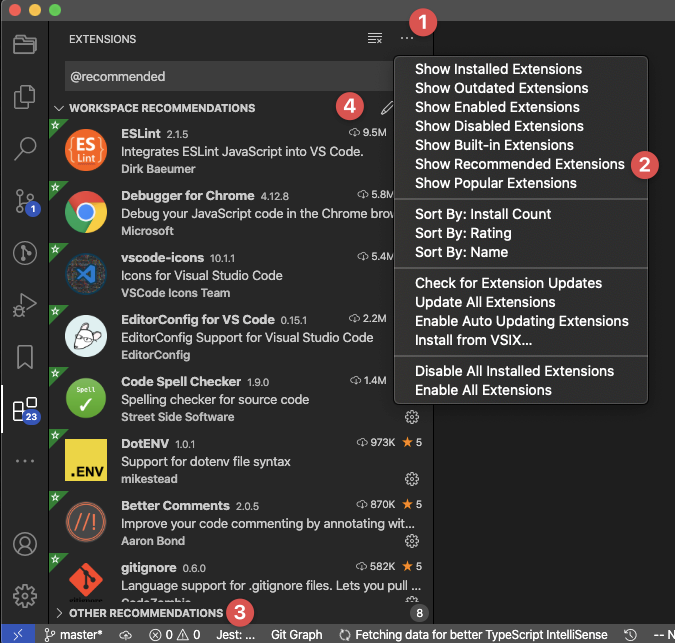 1
EXTENSIONS
@recommended
WORKSPACE RECOMMENDATIONS
4
ES Lint
ESLint 2.1.5 9.5M
Integrates ESLint JavaScript into VS Code.
Dirk Baeumer
Debugger for Chrome 4.12.8 5.8M
Debug your JavaScript code in the Chrome brow
Microsoft
vscode-icons 10.1.1 5.4M
Icons for Visual Studio Code
VSCode Icons Team
EditorConfig for VS Code 0.15.1 2.2M
EditorConfig Support for Visual Studio Code
EditorConfig
Spell
Code Spell Checker 1.9.0 1.4M
Spelling checker for source code
Street Side Software
.ENV
DotENV 1.0.1 973K ★ 5
Support for dotenv file syntax
mikestead
//!
Better Comments 2.0.5 870K ★ 5
Improve your code commenting by annotating wit...
Aaron Bond
gitignore 0.6.0 582K ★ 5
Language support for .gitignore files. Lets you pull ...
CodeZombie
OTHER RECOMMENDATIONS 3 8
Show Installed Extensions
Show Outdated Extensions
Show Enabled Extensions
Show Disabled Extensions
Show Built-in Extensions
Show Recommended Extensions 2
Show Popular Extensions
Sort By: Install Count
Sort By: Rating
Sort By: Name
Check for Extension Updates
Update All Extensions
Enable Auto Updating Extensions
Install from VSIX...
Disable All Installed Extensions
Enable All Extensions
1
23
master* 0 0 Jest: ... Git Graph Fetching data for better TypeScript IntelliSense -- N